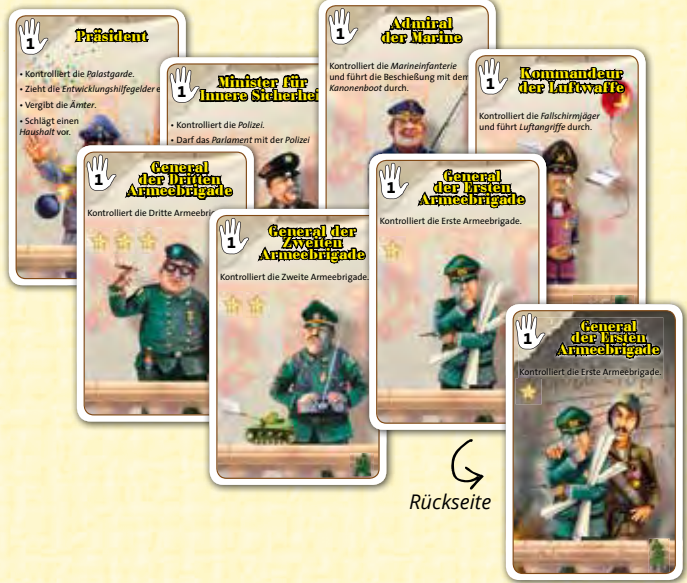 1
Präsident
• Kontrolliert die Palastgarde.
• Zieht die Entwicklungshilfegelder e
• Vergibt die Ämter.
• Schlägt einen
Haushalt vor.
1
Minister für
Innere Sicherhei
• Kontrolliert die Polizei.
• Darf das Parlament mit der Polizei
1
Admiral
der Marine
Kontrolliert die Marineinfanterie
und führt die Beschießung mit dem
Kanonenboot durch.
1
Kommandeur
der Luftwaffe
Kontrolliert die Fallschirmjäger
und führt Luftangriffe durch.
1
General
der Dritten
Armeebrigade
Kontrolliert die Dritte Armeebri
1
General der
Zweiten
Armeebrigade
Kontrolliert die Zweite Armeebrigade.
1
General
der Ersten
Armeebrigade
Kontrolliert die Erste Armeebrigade.
1
General
der Ersten
Armeebrigade
Kontrolliert die Erste Armeebrigade.
Rückseite